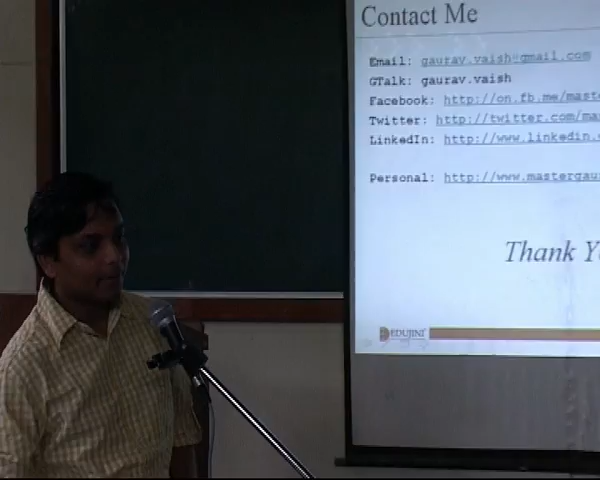 Contact Me
Email: gaurav.vaish@gmail.com
GTalk: gaurav.vaish
Facebook: http://on.fb.me/maste
Twitter: http://twitter.com/ma
LinkedIn: http://www.linkedin.
Personal: http://www.mastergau
Thank Y
EDUJINI